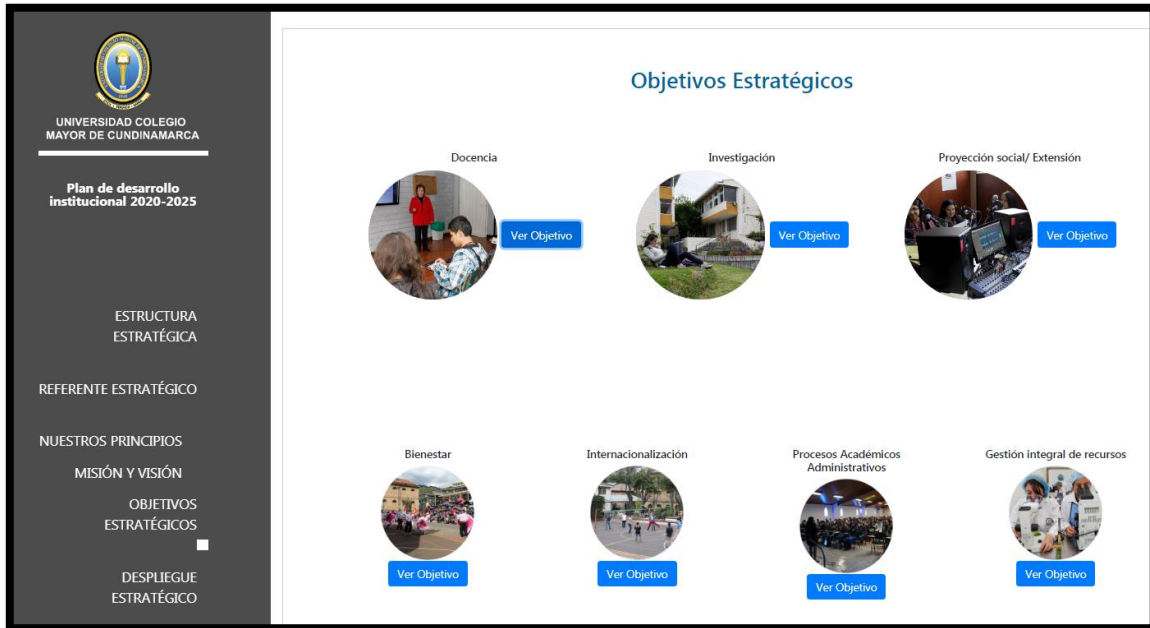 UNIVERSIDAD COLEGIO
MAYOR DE CUNDINAMARCA
Plan de desarrollo
institucional 2020-2025
ESTRUCTURA
ESTRATÉGICA
REFERENTE ESTRATÉGICO
NUESTROS PRINCIPIOS
MISIÓN Y VISIÓN
OBJETIVOS
ESTRATÉGICOS
DESPLIEGUE
ESTRATÉGICO
Objetivos Estratégicos
Docencia
Ver Objetivo
Investigación
Ver Objetivo
Proyección social/ Extensión
Ver Objetivo
Bienestar
Ver Objetivo
Internacionalización
Ver Objetivo
Procesos Académicos
Administrativos
Ver Objetivo
Gestión integral de recursos
Ver Objetivo